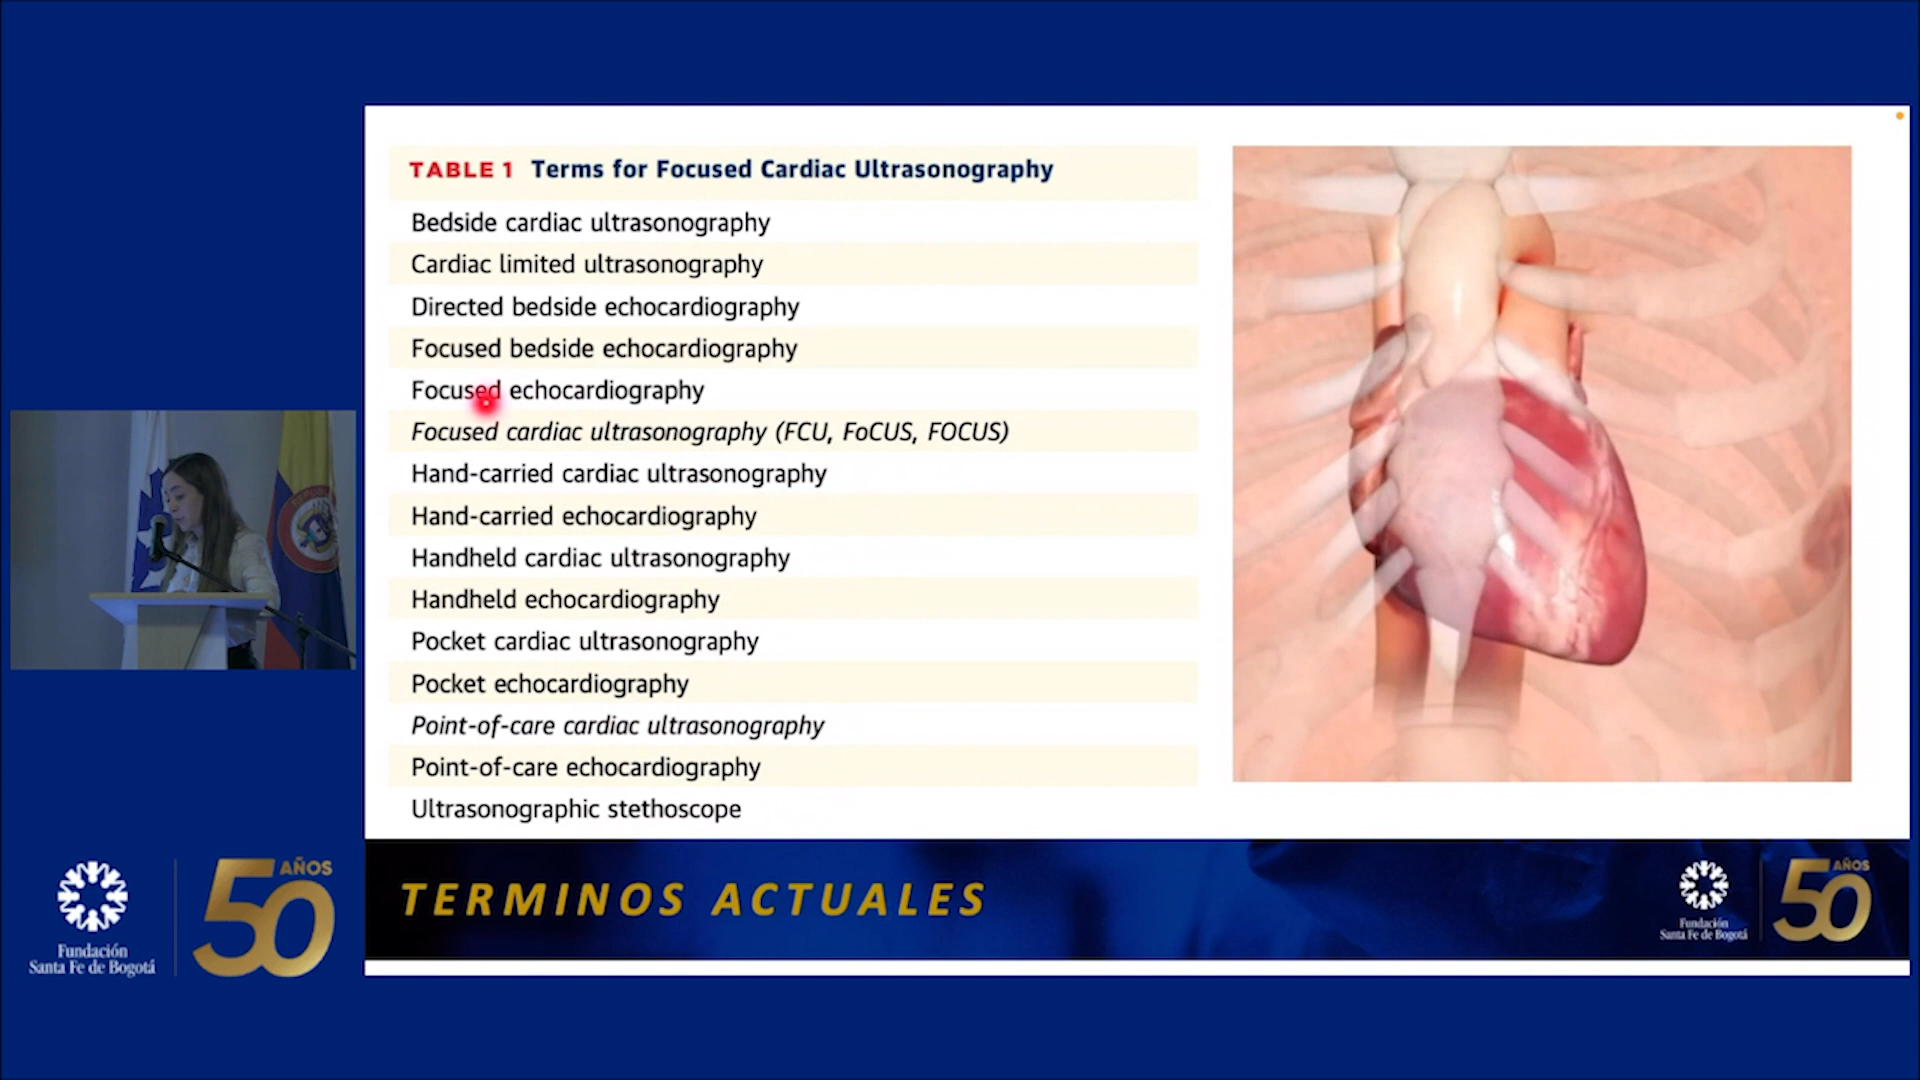 TABLE 1 Terms for Focused Cardiac Ultrasonography
Bedside cardiac ultrasonography
Cardiac limited ultrasonography
Directed bedside echocardiography
Focused bedside echocardiography
Focused echocardiography
Focused cardiac ultrasonography (FCU, FoCUS, FOCUS)
Hand-carried cardiac ultrasonography
Hand-carried echocardiography
Handheld cardiac ultrasonography
Handheld echocardiography
Pocket cardiac ultrasonography
Pocket echocardiography
Point-of-care cardiac ultrasonography
Point-of-care echocardiography
Ultrasonographic stethoscope
TERMINOS ACTUALES
Fundación
Santa Fe de Bogotá
50 AÑOS
Fundación
Santa Fe de Bogotá
50 AÑOS